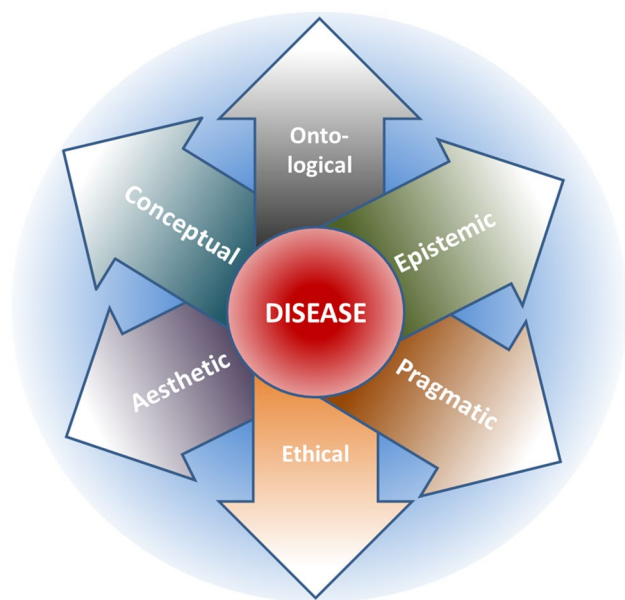 Onto-
logical
Conceptual
Epistemic
DISEASE
Aesthetic
Pragmatic
Ethical